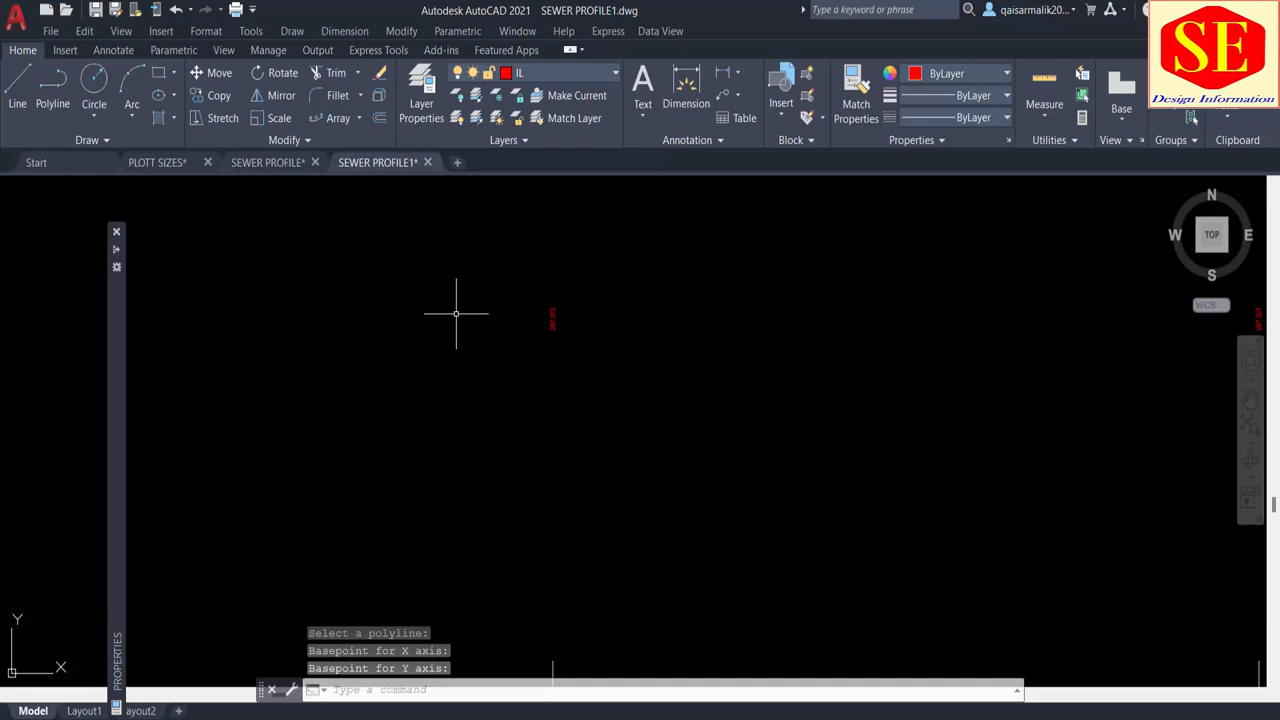 Autodesk AutoCAD 2021 SEWER PROFILE1.dwg
Type a keyword or phrase
qaisarmalik20...
File Edit View Insert Format Tools Draw Dimension Modify Parametric Window Help Express Data View
Home Insert Annotate Parametric View Manage Output Express Tools Add-ins Featured Apps
SE
Design Information
Line Polyline Circle Arc
Move Rotate Trim
Copy Mirror Fillet
Stretch Scale Array
Layer Properties
IL
Make Current
Match Layer
Text Dimension
Table
Insert
Match Properties
ByLayer
ByLayer
ByLayer
Measure
Base
Draw Modify Layers Annotation Block Properties Utilities View Groups Clipboard
Start PLOTT SIZES* SEWER PROFILE* SEWER PROFILE1*
N
W TOP E
S
WCS
PROPERTIES
Select a polyline:
Basepoint for X axis:
Basepoint for Y axis:
Type a command
Y
X
Model Layout1 ayout2